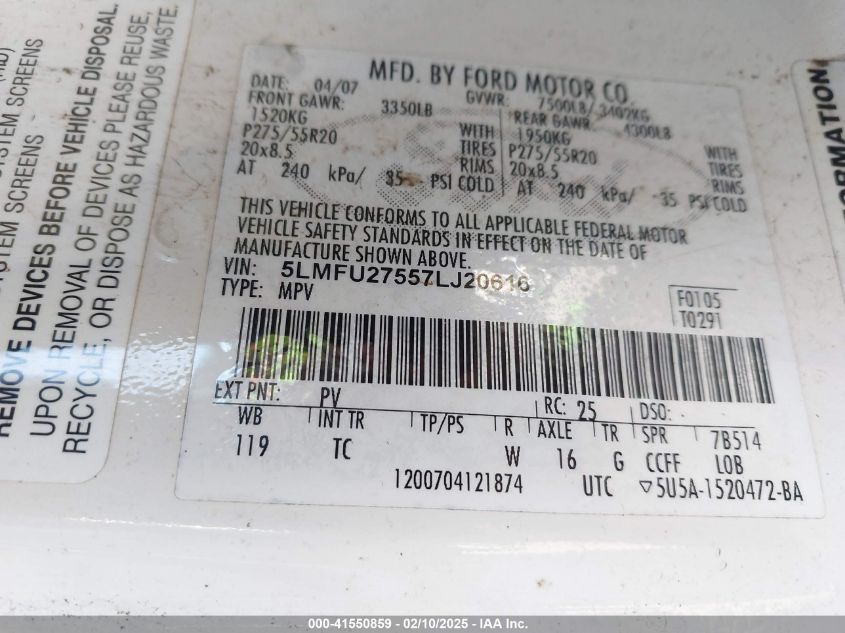 (MD)
SYSTEM SCREENS
SYSTEM SCREENS
REMOVE DEVICES BEFORE VEHICLE DISPOSAL.
UPON REMOVAL OF DEVICES PLEASE REUSE,
RECYCLE, OR DISPOSE AS HAZARDOUS WASTE.
MFD. BY FORD MOTOR CO.
DATE: 04/07 GVWR: 7500LB/ 3402KG
FRONT GAWR: 3350LB REAR GAWR: 4300LB
1520KG WITH 1950KG WITH
P275/55R20 TIRES P275/55R20 TIRES
20x8.5 RIMS 20x8.5 RIMS
AT 240 kPa/ 35 PSI COLD AT 240 kPa/ 35 PSI COLD
THIS VEHICLE CONFORMS TO ALL APPLICABLE FEDERAL MOTOR
VEHICLE SAFETY STANDARDS IN EFFECT ON THE DATE OF
MANUFACTURE SHOWN ABOVE.
VIN: 5LMFU27557LJ20616
TYPE: MPV
F0105
T0291
EXT PNT: PV RC: 25 DSO:
WB INT TR TP/PS R AXLE TR SPR 7B514
119 TC W 16 G CCFF LOB
1200704121874 UTC ▽5U5A-1520472-BA
FORMATION
000-41550859 - 02/10/2025 - IAA Inc.